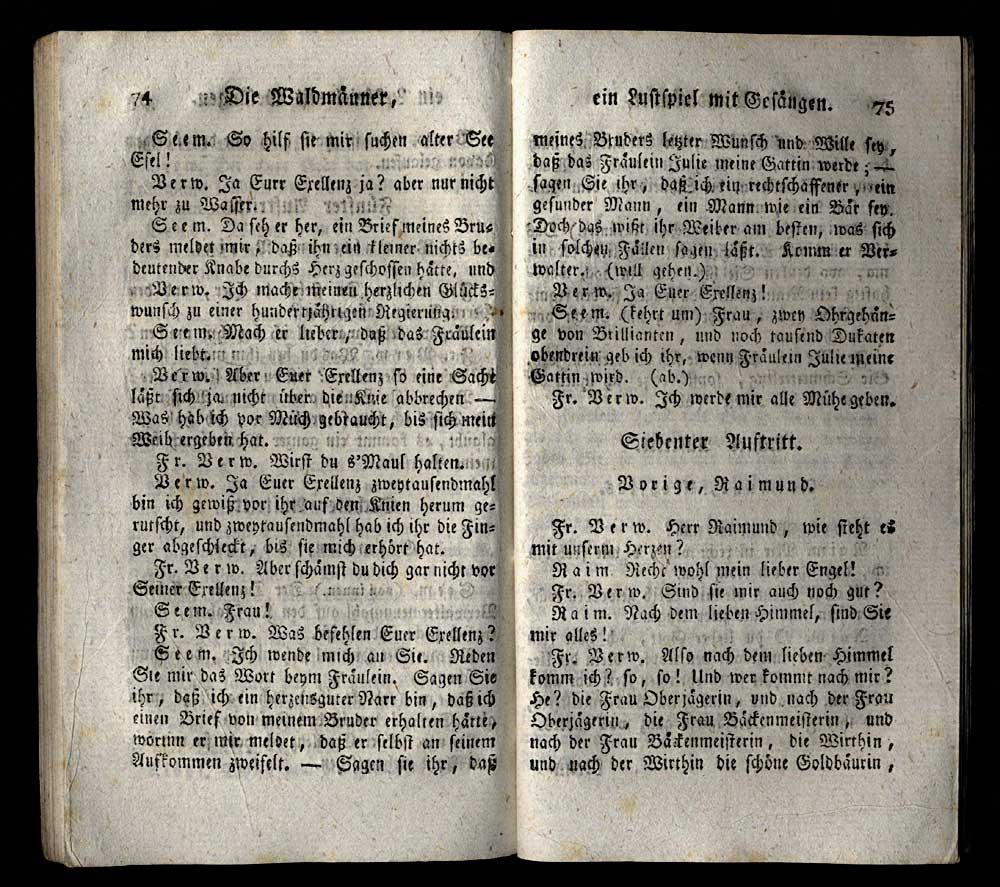 74 Die Waldmänner,
Seem. So hilf sie mir suchen alter See
Esel!
Verw. Ja Eurr Exellenz ja? aber nur nicht
mehr zu Wasser.
Seem. Da seh er her, ein Brief meines Bru-
ders meldet mir, daß ihn ein kleiner nichts be-
deutender Knabe durchs Herz geschossen hätte, und
Verw. Ich mache meinen herzlichen Glücks-
wunsch zu einer hundertjährigen Regierung.
Seem. Mach er lieber, daß das Fräulein
mich liebt.
Verw. Aber Euer Exellenz so eine Sache
läßt sich ja nicht über die Knie abbrechen —
Was hab ich vor Müch gebraucht, bis sich mein
Weib ergeben hat.
Fr. Verw. Wirst du s'Maul halten.
Verw. Ja Euer Exellenz zweytausendmahl
bin ich gewiß vor ihr auf den Knien herum ge-
rutscht, und zweytausendmahl hab ich ihr die Fin-
ger abgeschleckt, bis sie mich erhört hat.
Fr. Verw. Aber schämst du dich gar nicht vor
Seiner Exellenz!
Seem. Frau!
Fr. Verw. Was befehlen Euer Exellenz?
Seem. Ich wende mich an Sie. Reden
Sie mir das Wort beym Fräulein. Sagen Sie
ihr, daß ich ein herzensguter Narr bin, daß ich
einen Brief von meinem Bruder erhalten hätte,
worinn er mir meldet, daß er selbst an seinem
Aufkommen zweifelt. — Sagen sie ihr, daß
ein Lustspiel mit Gesängen. 75
meines Bruders letzter Wunsch und Wille sey,
daß das Fräulein Julie meine Gattin werde; —
sagen Sie ihr, daß ich ein rechtschaffener, ein
gesunder Mann, ein Mann wie ein Bär sey.
Doch das wißt ihr Weiber am besten, was sich
in solchen Fällen sagen läßt. Komm er Ver-
walter. (will gehen.)
Verw. Ja Euer Exellenz!
Seem. (kehrt um) Frau, zwey Ohrgehän-
ge von Brillianten, und noch tausend Dukaten
obendrein geb ich ihr, wenn Fräulein Julie meine
Gattin wird. (ab.)
Fr. Verw. Ich werde mir alle Mühe geben.
Siebenter Auftritt.
Vorige, Raimund.
Fr. Verw. Herr Raimund, wie steht es
mit unserm Herzen?
Raim. Recht wohl mein lieber Engel!
Fr. Verw. Sind sie mir auch noch gut?
Raim. Nach dem lieben Himmel, sind Sie
mir alles!
Fr. Verw. Also nach dem lieben Himmel
komm ich? so, so! Und wer kommt nach mir?
He? die Frau Oberjägerin, und nach der Frau
Oberjägerin, die Frau Bäckenmeisterin, und
nach der Frau Bäckenmeisterin, die Wirthin,
und nach der Wirthin die schöne Goldbäurin,